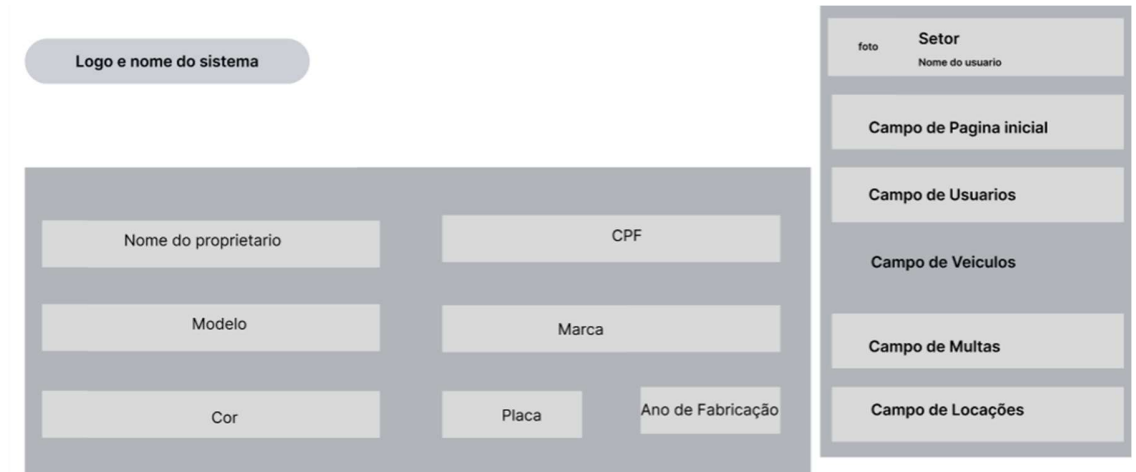 Logo e nome do sistema
Nome do proprietario
CPF
Modelo
Marca
Cor
Placa
Ano de Fabricação
foto
Setor
Nome do usuario
Campo de Pagina inicial
Campo de Usuarios
Campo de Veiculos
Campo de Multas
Campo de Locações